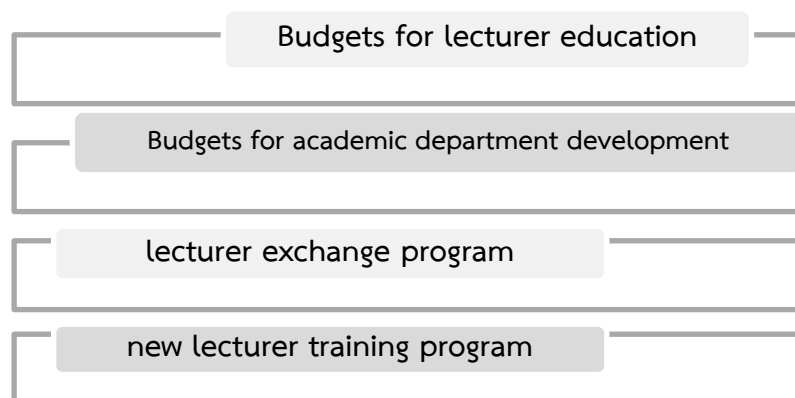 Budgets for lecturer education
Budgets for academic department development
lecturer exchange program
new lecturer training program